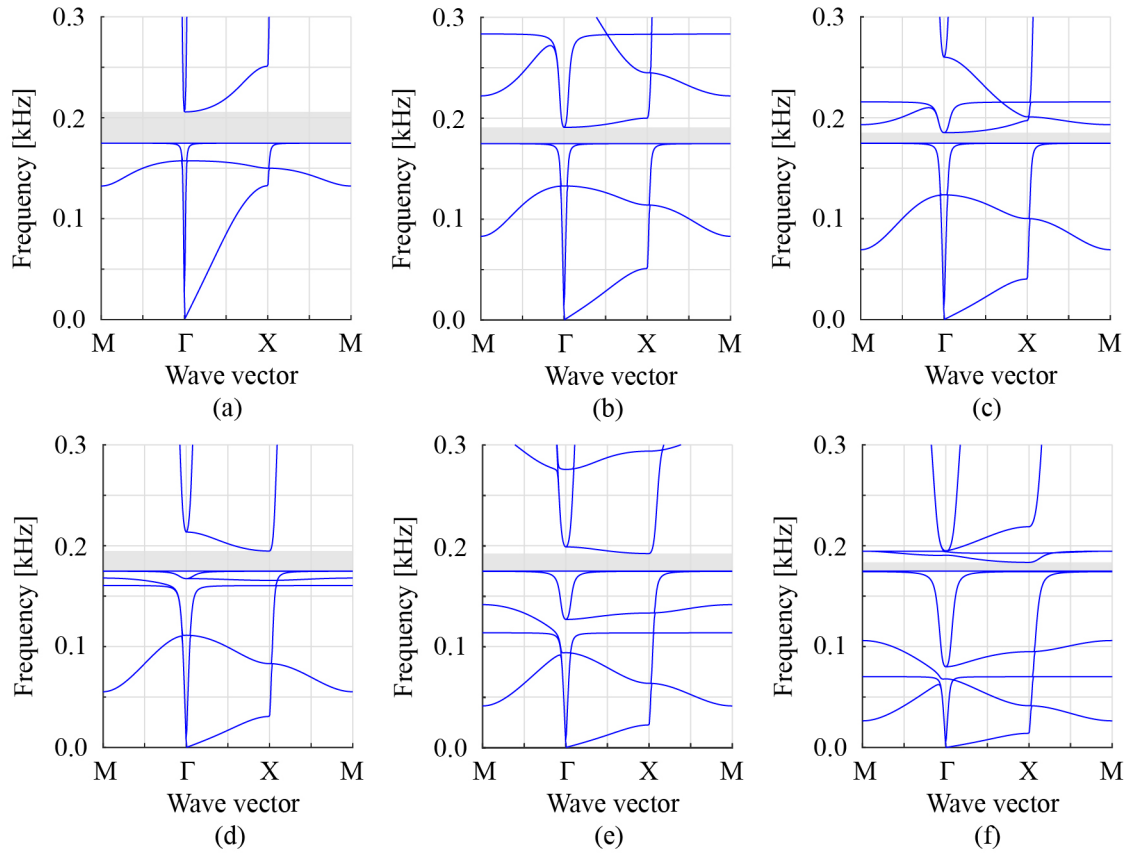 0.3 0.3 0.3
0.2 0.2 0.2
0.1 0.1 0.1
0.0 0.0 0.0
Frequency [kHz] Frequency [kHz] Frequency [kHz]
M Γ X M M Γ X M M Γ X M
Wave vector Wave vector Wave vector
(a) (b) (c)
0.3 0.3 0.3
0.2 0.2 0.2
0.1 0.1 0.1
0.0 0.0 0.0
Frequency [kHz] Frequency [kHz] Frequency [kHz]
M Γ X M M Γ X M M Γ X M
Wave vector Wave vector Wave vector
(d) (e) (f)